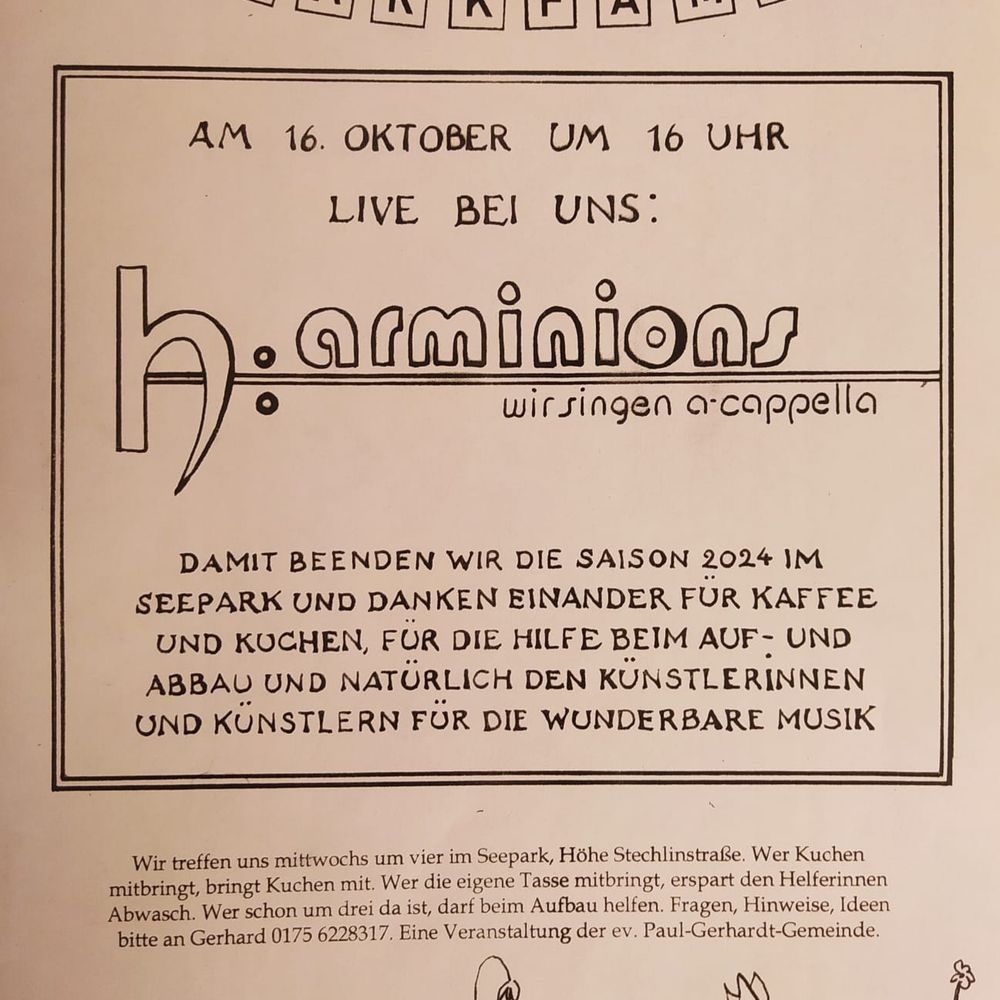 AM 16. OKTOBER UM 16 UHR
LIVE BEI UNS:
h:arminions
wir singen a-cappella
DAMIT BEENDEN WIR DIE SAISON 2024 IM
SEEPARK UND DANKEN EINANDER FÜR KAFFEE
UND KUCHEN, FÜR DIE HILFE BEIM AUF- UND
ABBAU UND NATÜRLICH DEN KÜNSTLERiNNEN
UND KÜNSTLERN FÜR DIE WUNDERBARE MUSIK
Wir treffen uns mittwochs um vier im Seepark, Höhe Stechlinstraße. Wer Kuchen
mitbringt, bringt Kuchen mit. Wer die eigene Tasse mitbringt, erspart den Helferinnen
Abwasch. Wer schon um drei da ist, darf beim Aufbau helfen. Fragen, Hinweise, Ideen
bitte an Gerhard 0175 6228317. Eine Veranstaltung der ev. Paul-Gerhardt-Gemeinde.